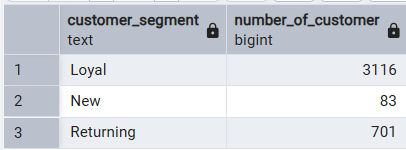 customer_segment number_of_customer
text bigint
1 Loyal 3116
2 New 83
3 Returning 701